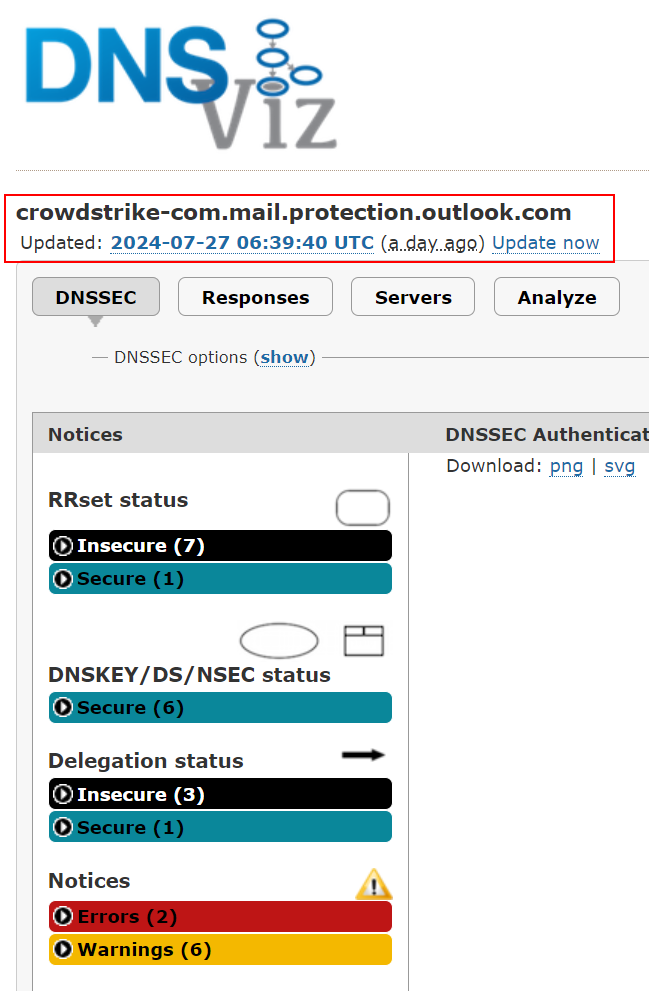 DNS
Viz
crowdstrike-com.mail.protection.outlook.com
Updated: 2024-07-27 06:39:40 UTC (a day ago) Update now
DNSSEC Responses Servers Analyze
DNSSEC options (show)
Notices DNSSEC Authenticat
Download: png | svg
RRset status
Insecure (7)
Secure (1)
DNSKEY/DS/NSEC status
Secure (6)
Delegation status
Insecure (3)
Secure (1)
Notices
Errors (2)
Warnings (6)